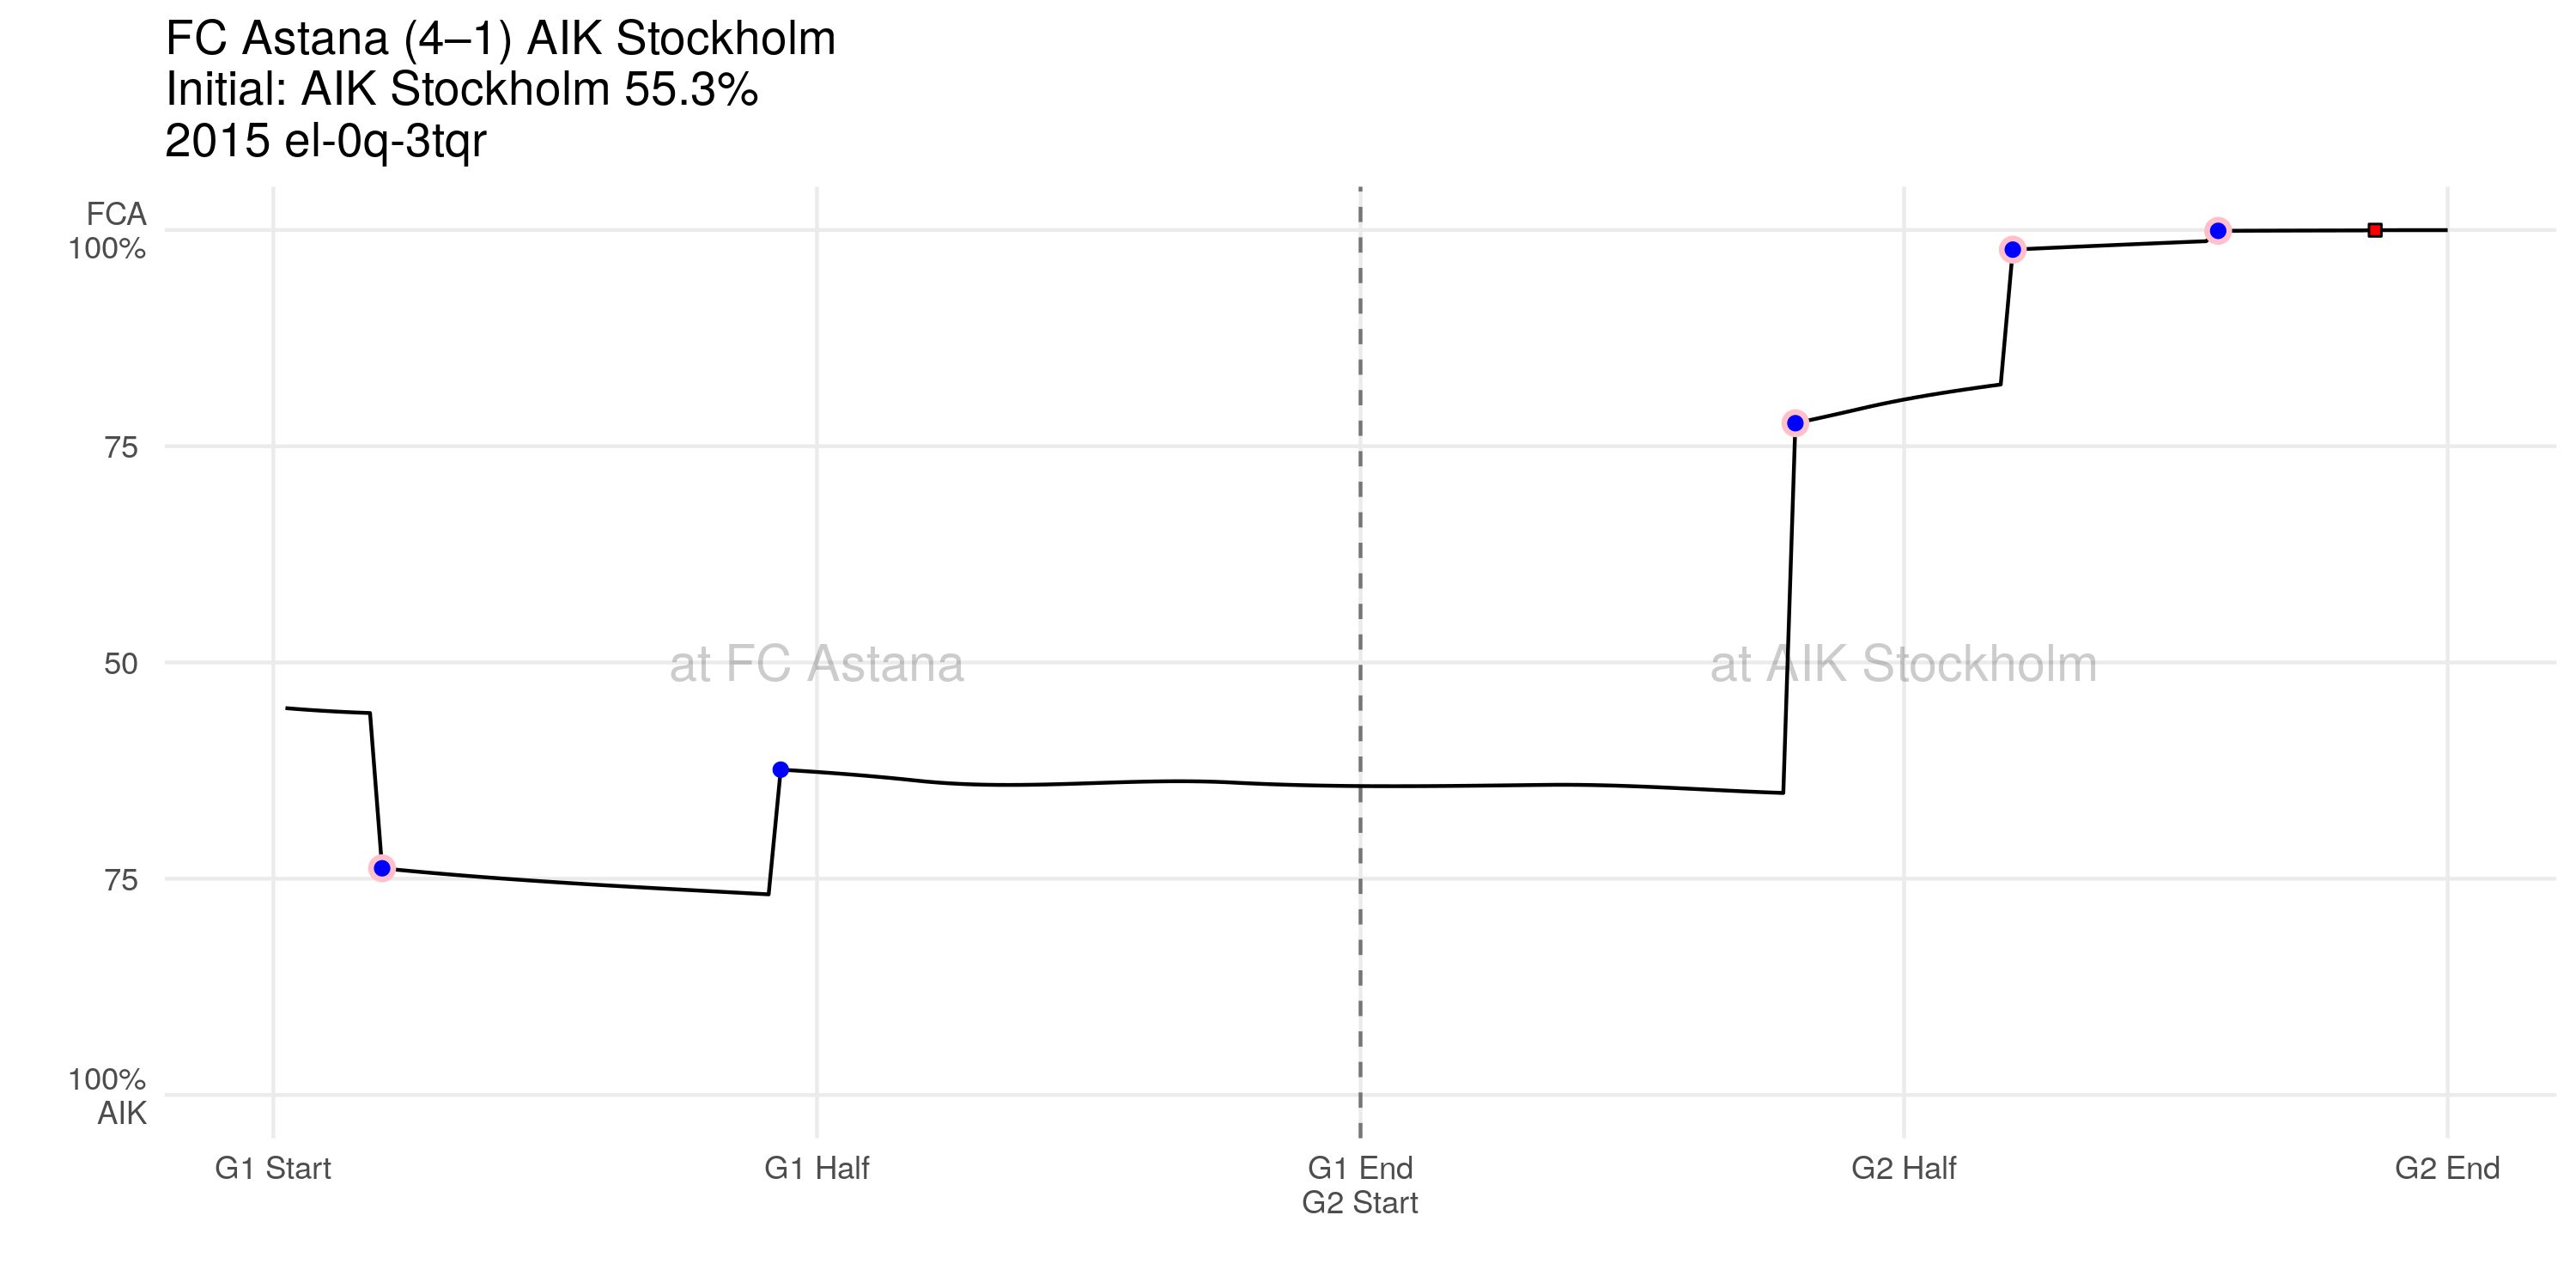 FC Astana (4–1) AIK Stockholm
Initial: AIK Stockholm 55.3%
2015 el-0q-3tqr
FCA
100%
75
50
75
100%
AIK
at FC Astana
at AIK Stockholm
G1 Start
G1 Half
G1 End
G2 Start
G2 Half
G2 End